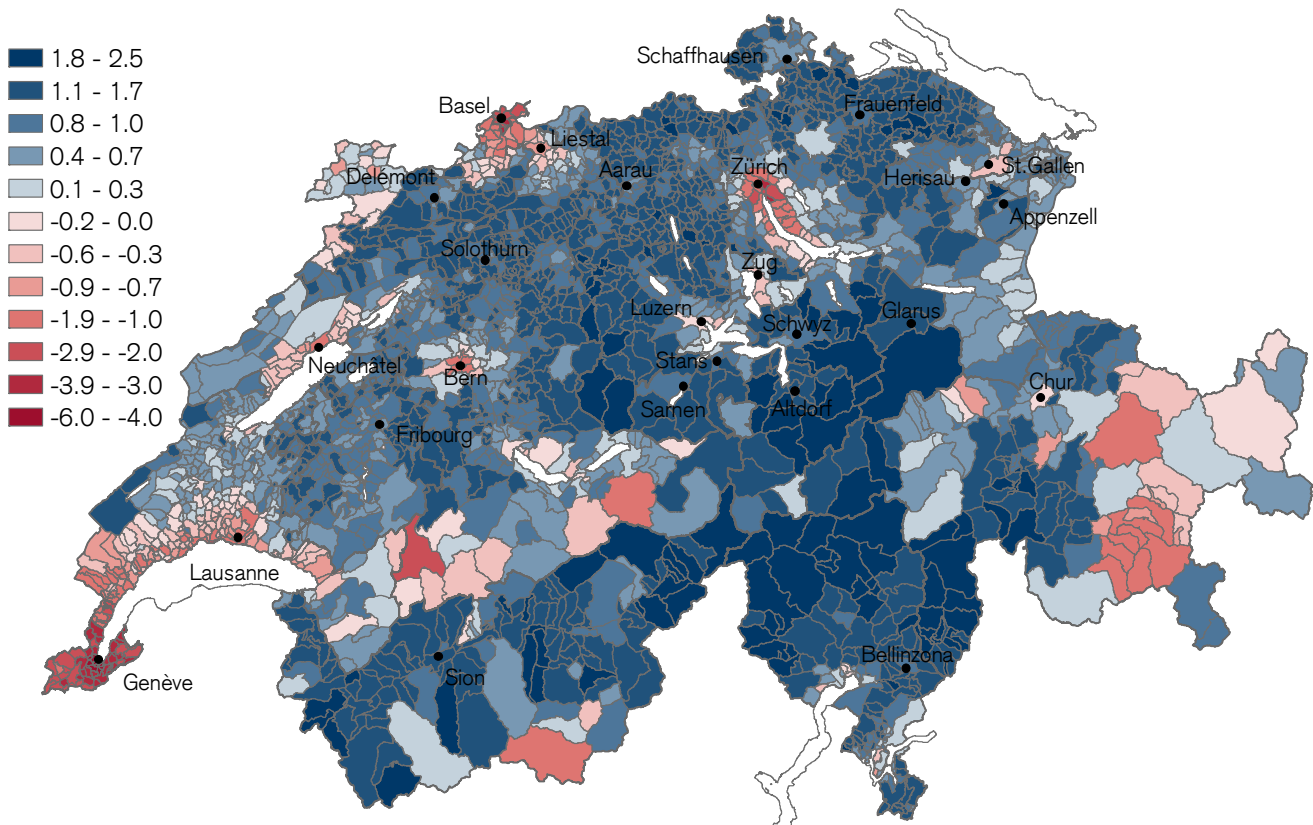 1.8 - 2.5
1.1 - 1.7
0.8 - 1.0
0.4 - 0.7
0.1 - 0.3
-0.2 - 0.0
-0.6 - -0.3
-0.9 - -0.7
-1.9 - -1.0
-2.9 - -2.0
-3.9 - -3.0
-6.0 - -4.0
Schaffhausen
Basel
Frauenfeld
Liestal
Delémont
Aarau
Zürich
Herisau
St.Gallen
Appenzell
Solothurn
Zug
Luzern
Schwyz
Glarus
Neuchâtel
Bern
Stans
Sarnen
Altdorf
Chur
Fribourg
Lausanne
Bellinzona
Sion
Genève